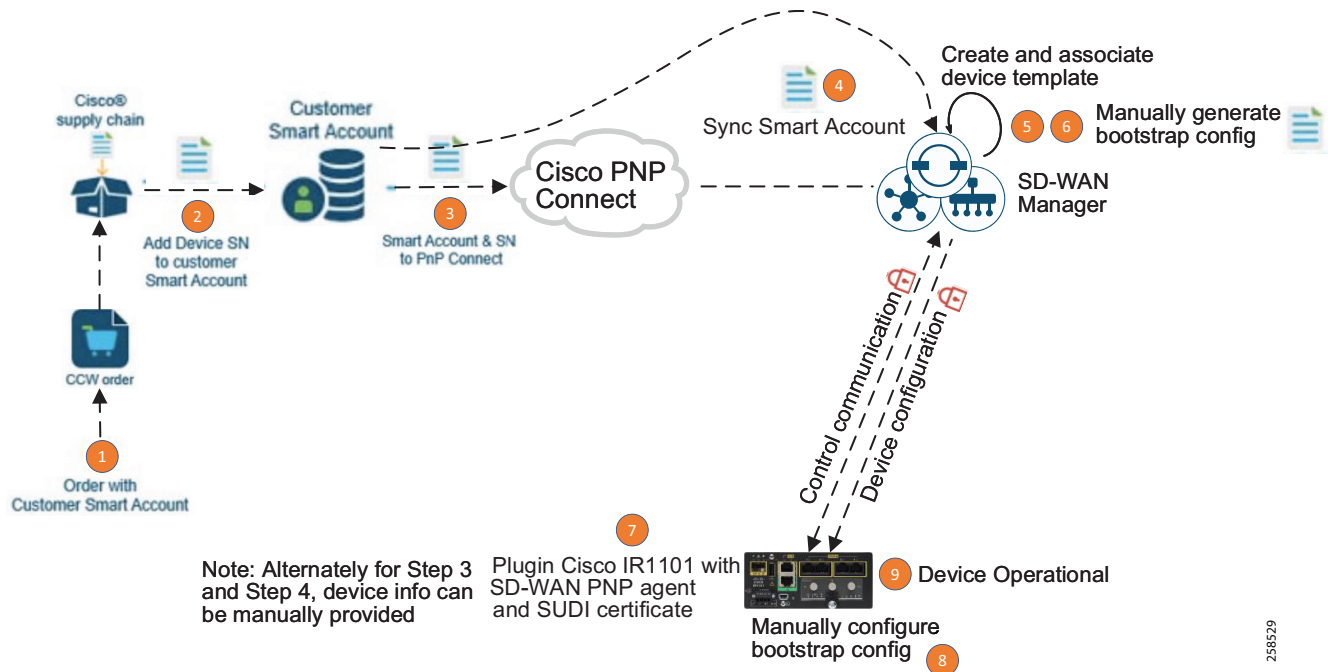 Cisco®
supply chain
2
Add Device SN
to customer
Smart Account
CCW order
1
Order with
Customer Smart Account
Customer
Smart Account
3
Smart Account & SN
to PnP Connect
Cisco PNP
Connect
4
Sync Smart Account
Create and associate
device template
5
6
Manually generate
bootstrap config
SD-WAN
Manager
Control communication
Device configuration
Note: Alternately for Step 3
and Step 4, device info can
be manually provided
7
Plugin Cisco IR1101 with
SD-WAN PNP agent
and SUDI certificate
9
Device Operational
Manually configure
bootstrap config
8
258529